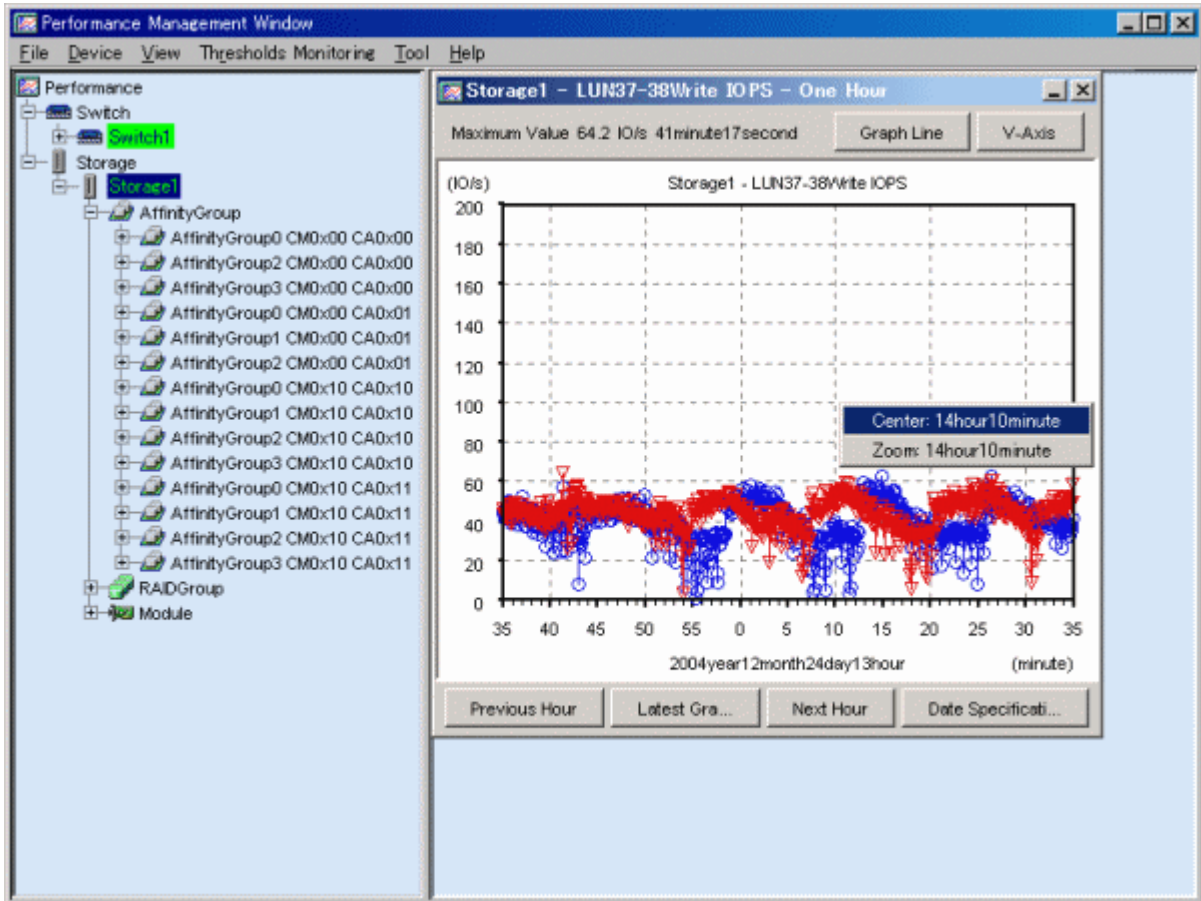 Performance Management Window
File Device View Thresholds Monitoring Tool Help
Performance
Switch
Switch1
Storage
Storage1
AffinityGroup
AffinityGroup0 CM0x00 CA0x00
AffinityGroup2 CM0x00 CA0x00
AffinityGroup3 CM0x00 CA0x00
AffinityGroup0 CM0x00 CA0x01
AffinityGroup1 CM0x00 CA0x01
AffinityGroup2 CM0x00 CA0x01
AffinityGroup0 CM0x10 CA0x10
AffinityGroup1 CM0x10 CA0x10
AffinityGroup2 CM0x10 CA0x10
AffinityGroup3 CM0x10 CA0x10
AffinityGroup0 CM0x10 CA0x11
AffinityGroup1 CM0x10 CA0x11
AffinityGroup2 CM0x10 CA0x11
AffinityGroup3 CM0x10 CA0x11
RAIDGroup
Module
Storage1 - LUN37-38Write IOPS - One Hour
Maximum Value 64.2 IO/s 41minute17second Graph Line V-Axis
(IO/s) Storage1 - LUN37-38Write IOPS
200
180
160
140
120
100
80
60
40
20
0
Center: 14hour10minute
Zoom: 14hour10minute
35 40 45 50 55 0 5 10 15 20 25 30 35
2004year12month24day13hour (minute)
Previous Hour Latest Gra... Next Hour Date Specificati...